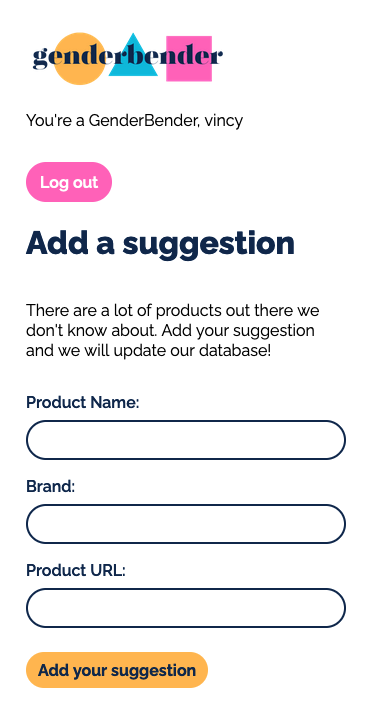 genderbender
You're a GenderBender, vincy
Log out
Add a suggestion
There are a lot of products out there we
don't know about. Add your suggestion
and we will update our database!
Product Name:
Brand:
Product URL:
Add your suggestion